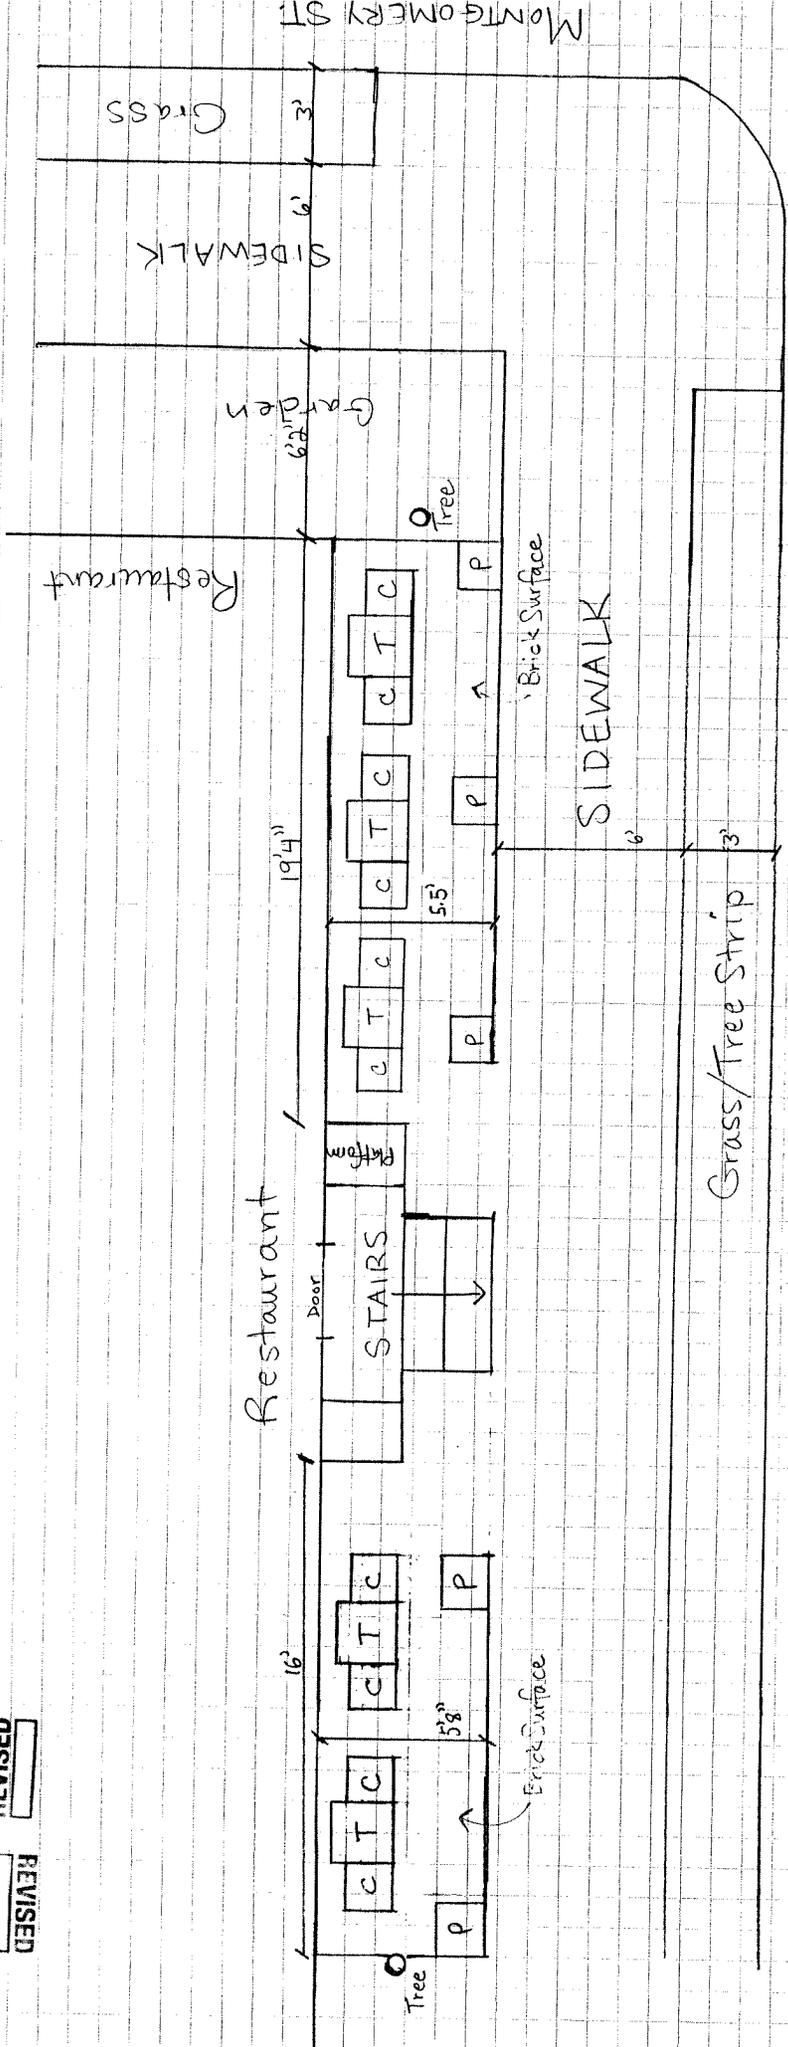 MONTGOMERY ST.
Grass
3'
SIDEWALK
6'
Garden
6'2"
Tree
Restaurant
P
Brick Surface
C
T
C
19'4"
P
C
T
C
SIDEWALK
6'
3'
5.5'
C
T
C
P
Grass/Tree Strip
Platform
Restaurant
Door
STAIRS
16'
C
T
C
P
5'8"
Brick Surface
C
T
C
P
Tree
REVISED
REVISED